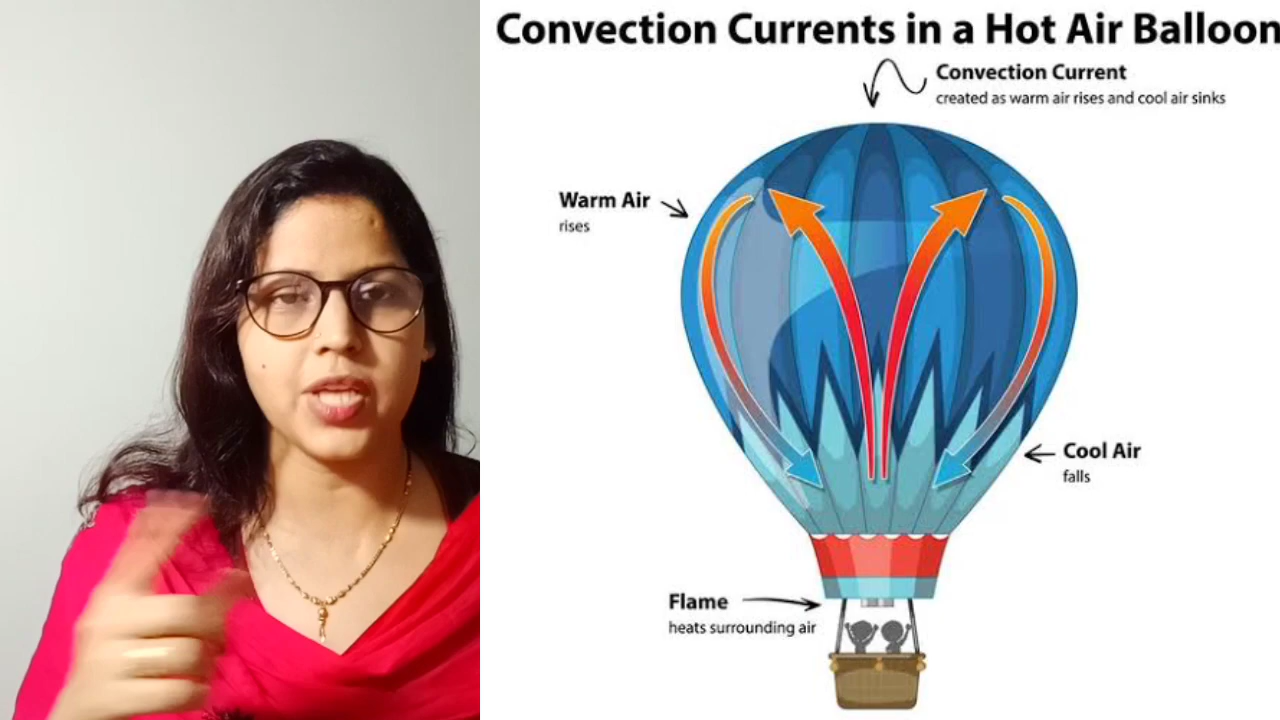 Convection Currents in a Hot Air Balloon
Convection Current
created as warm air rises and cool air sinks
Warm Air
rises
Cool Air
falls
Flame
heats surrounding air